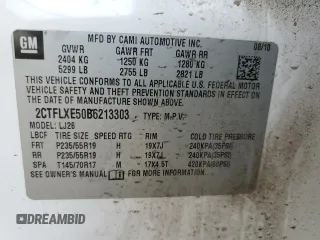 GM
MFD BY CAMI AUTOMOTIVE INC. 08/10
GVWR GAWR FRT GAWR RR
2404 KG 1250 KG 1280 KG
5299 LB 2755 LB 2821 LB
THIS VEHICLE CONFORMS TO ALL APPLICABLE U.S. FEDERAL
MOTOR VEHICLE SAFETY, BUMPER, AND THEFT PREVENTION
STANDARDS IN EFFECT ON THE DATE OF MANUFACTURE SHOWN ABOVE.
2CTFLXE50B6213303 TYPE: M.P.V.
MODEL: LJ26
LBCF TIRE SIZE SPEED RTG RIM COLD TIRE PRESSURE
FRT P235/55R19 H 19X7J 240KPA(35PSI)
RR P235/55R19 H 19X7J 240KPA(35PSI)
SPA T145/70R17 M 17X4.5T 420KPA(60PSI)
SEE OWNER'S MANUAL FOR